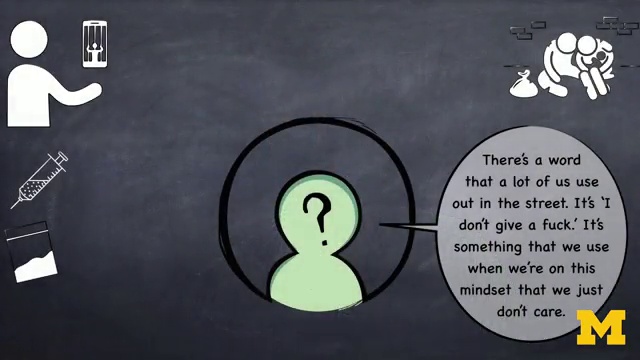 ?
There's a word
that a lot of us use
out in the street. It's 'I
don't give a fuck.' It's
something that we use
when we're on this
mindset that we just
don't care.
M